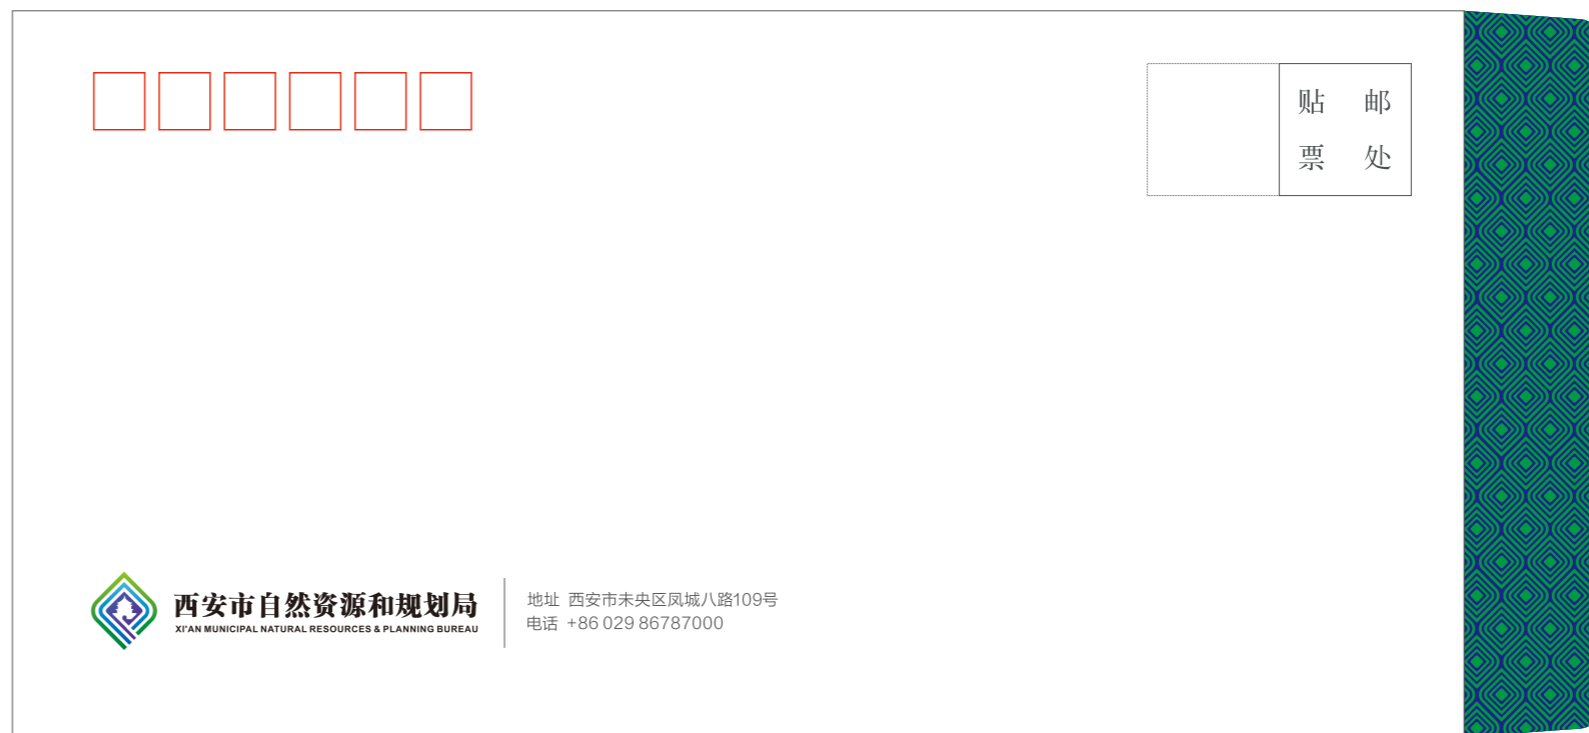 贴 邮
票 处
西安市自然资源和规划局
XI'AN MUNICIPAL NATURAL RESOURCES & PLANNING BUREAU
地址 西安市未央区凤城八路109号
电话 +86 029 86787000